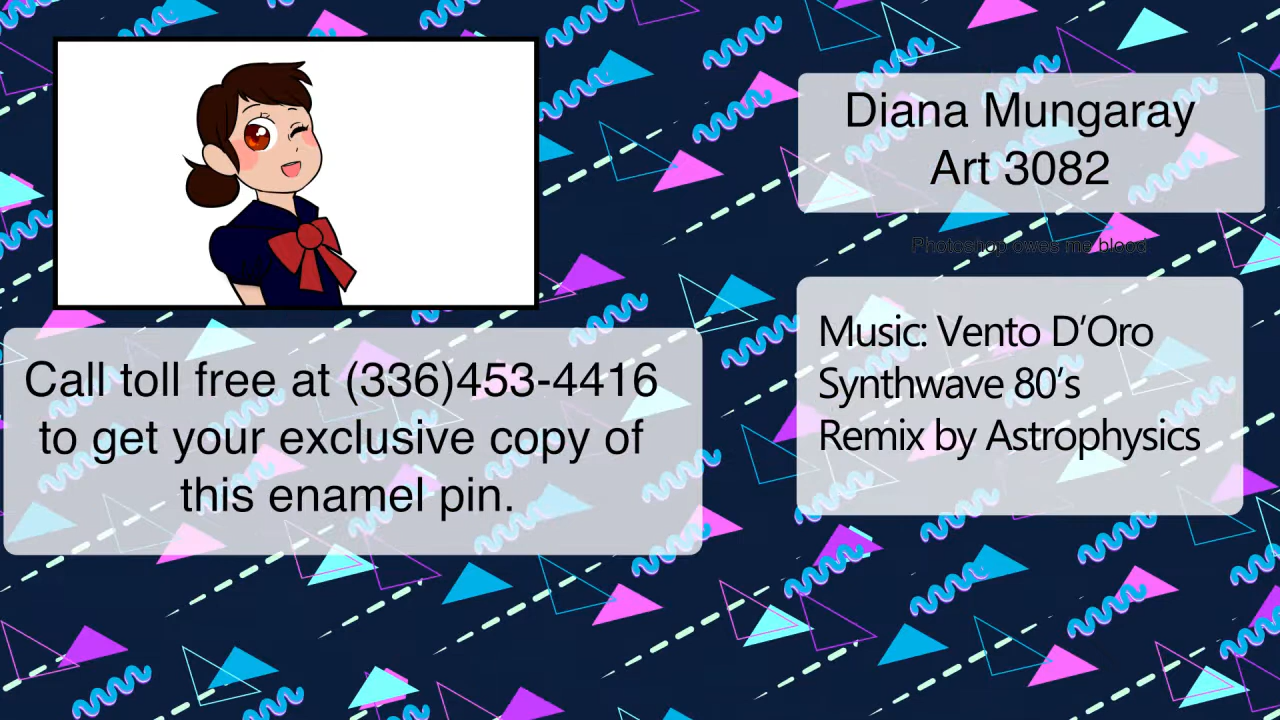 Diana Mungaray
Art 3082
Photoshop owes me blood
Call toll free at (336)453-4416
to get your exclusive copy of
this enamel pin.
Music: Vento D’Oro
Synthwave 80’s
Remix by Astrophysics